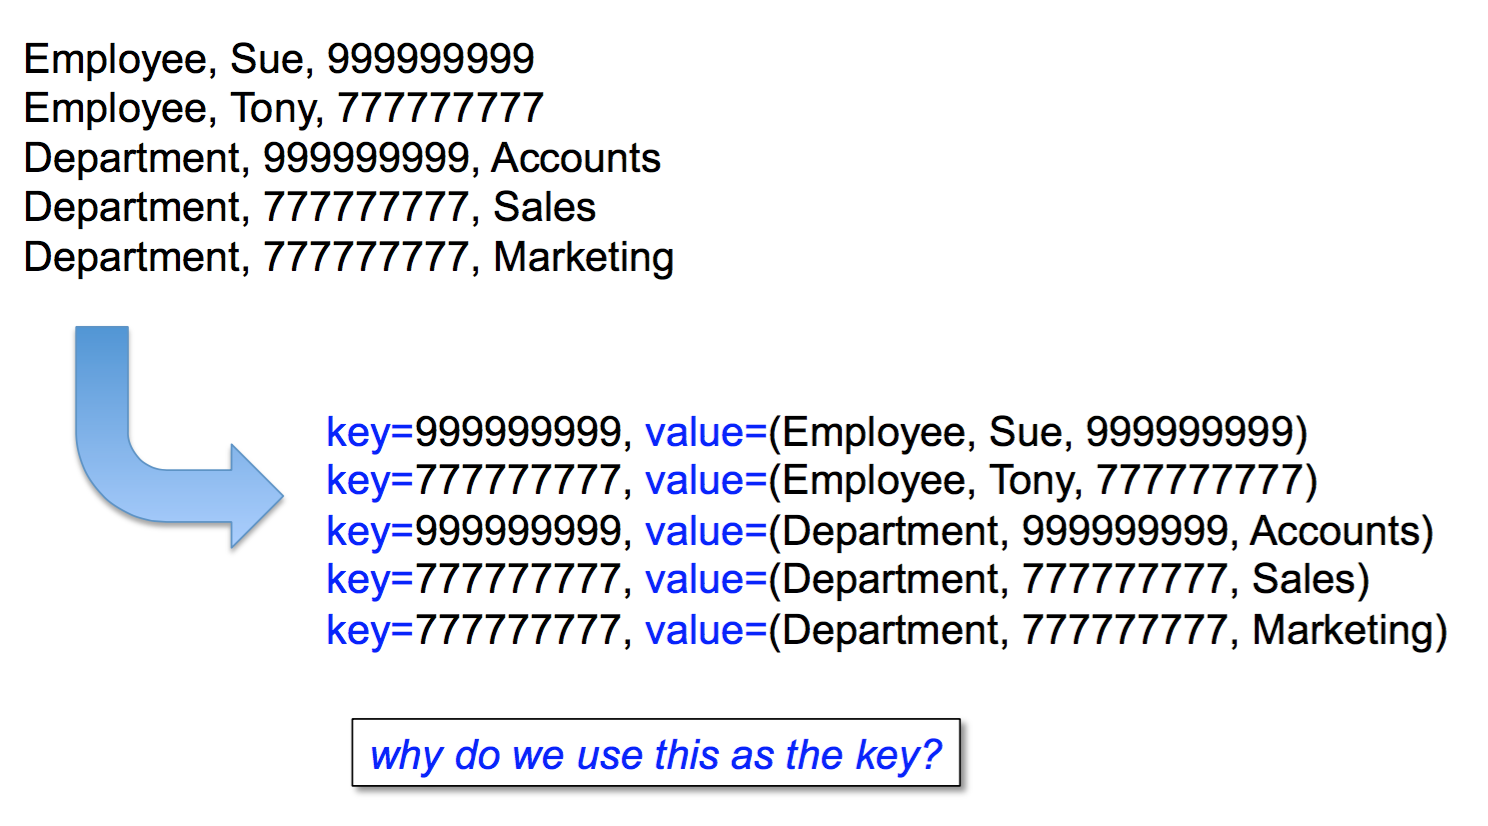 Employee, Sue, 999999999
Employee, Tony, 777777777
Department, 999999999, Accounts
Department, 777777777, Sales
Department, 777777777, Marketing
key=999999999, value=(Employee, Sue, 999999999)
key=777777777, value=(Employee, Tony, 777777777)
key=999999999, value=(Department, 999999999, Accounts)
key=777777777, value=(Department, 777777777, Sales)
key=777777777, value=(Department, 777777777, Marketing)
why do we use this as the key?